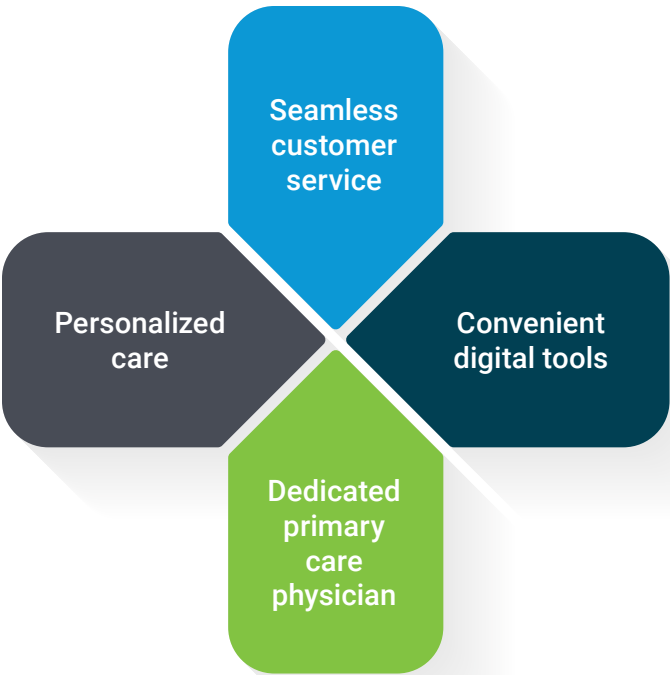 Seamless
customer
service
Personalized
care
Convenient
digital tools
Dedicated
primary
care
physician